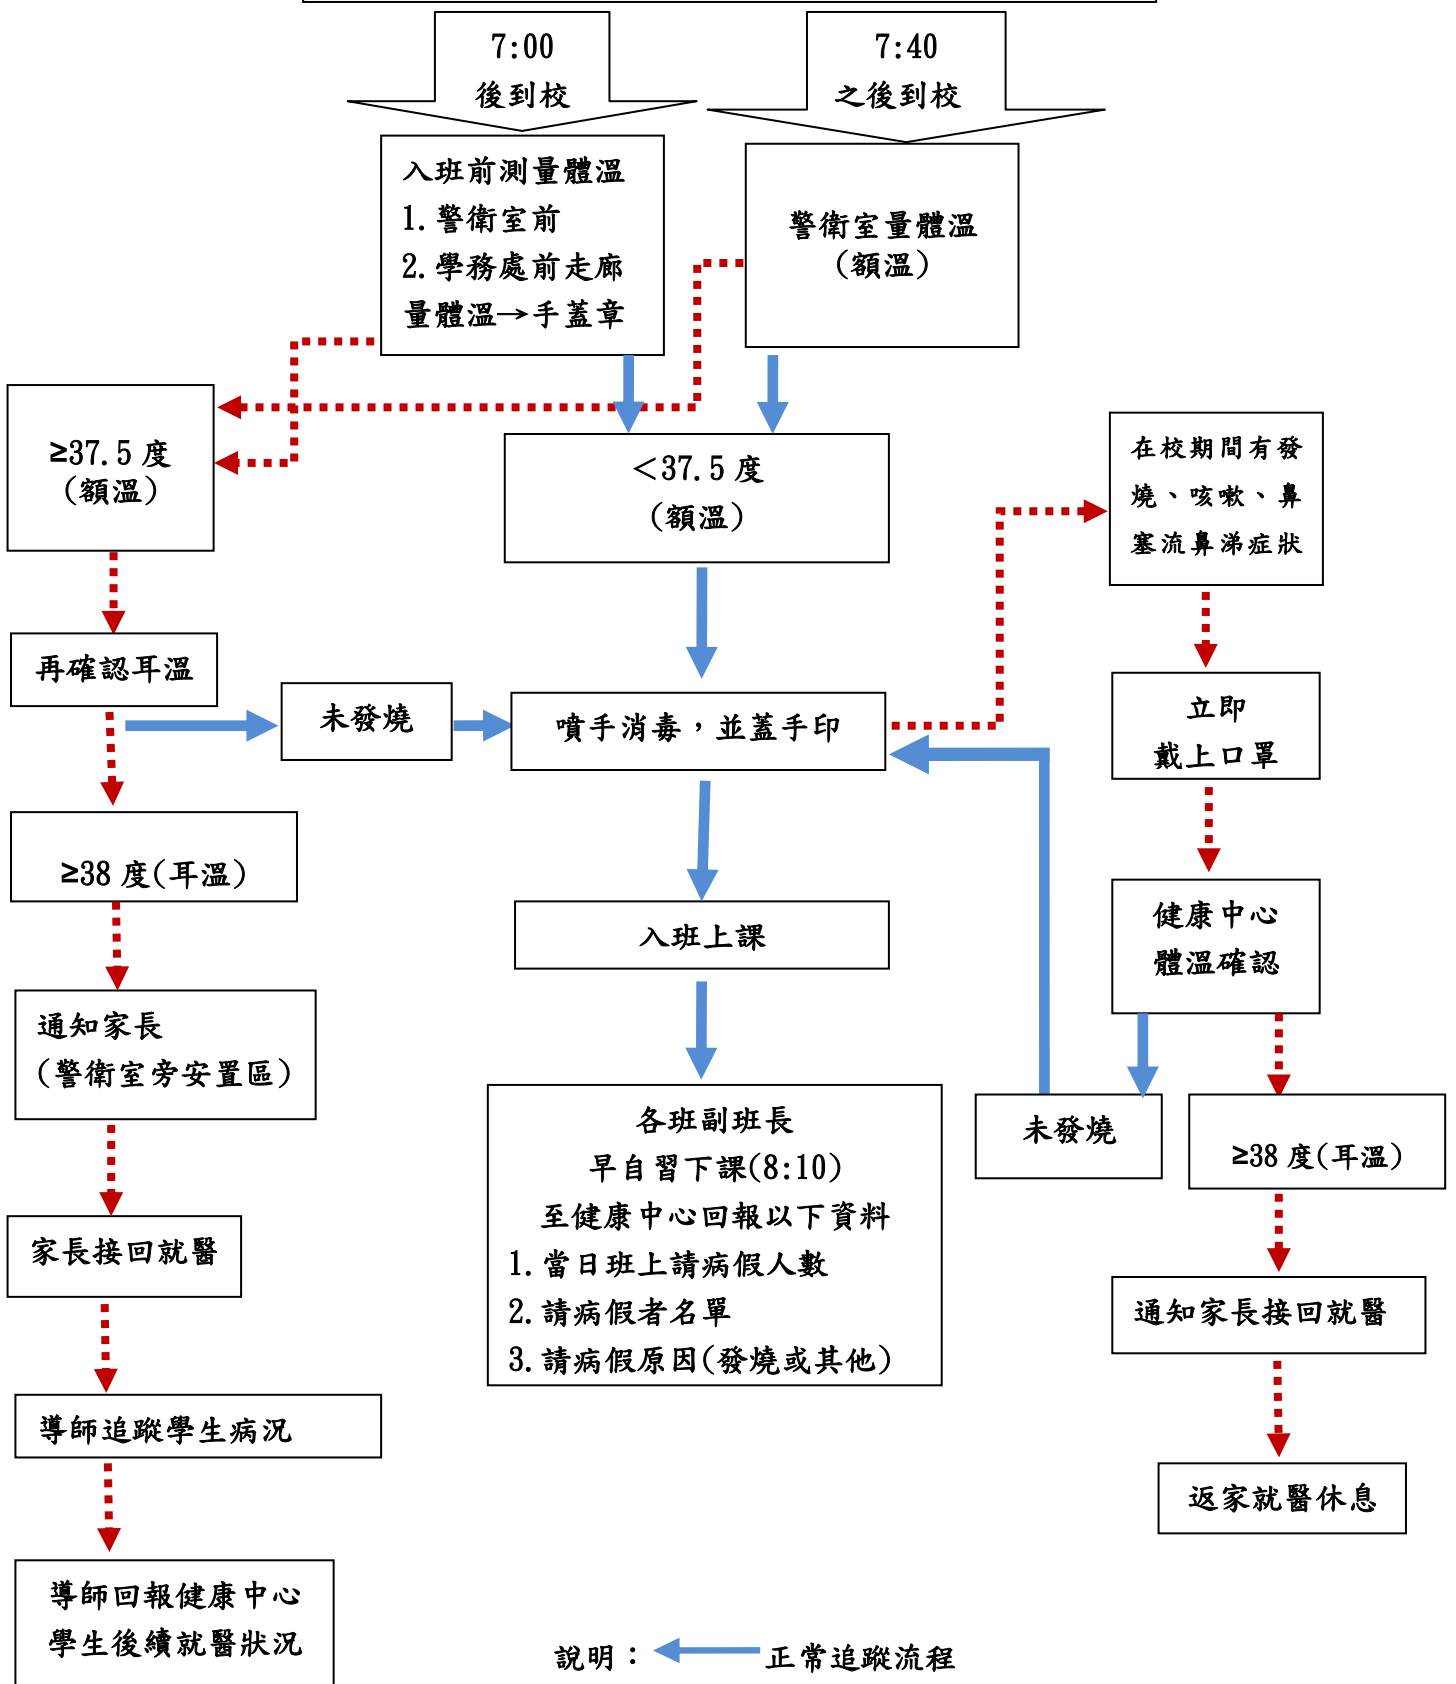 7:00
後到校
7:40
之後到校
入班前測量體溫
1.警衛室前
2.學務處前走廊
量體溫→手蓋章
警衛室量體溫
(額溫)
≥37.5 度
(額溫)
＜37.5 度
(額溫)
在校期間有發
燒、咳嗽、鼻
塞流鼻涕症狀
再確認耳溫
未發燒
噴手消毒，並蓋手印
立即
戴上口罩
≥38 度(耳溫)
入班上課
健康中心
體溫確認
通知家長
(警衛室旁安置區)
各班副班長
早自習下課(8:10)
至健康中心回報以下資料
1.當日班上請病假人數
2.請病假者名單
3.請病假原因(發燒或其他)
未發燒
≥38 度(耳溫)
家長接回就醫
通知家長接回就醫
導師追蹤學生病況
返家就醫休息
導師回報健康中心
學生後續就醫狀況
說明：
正常追蹤流程